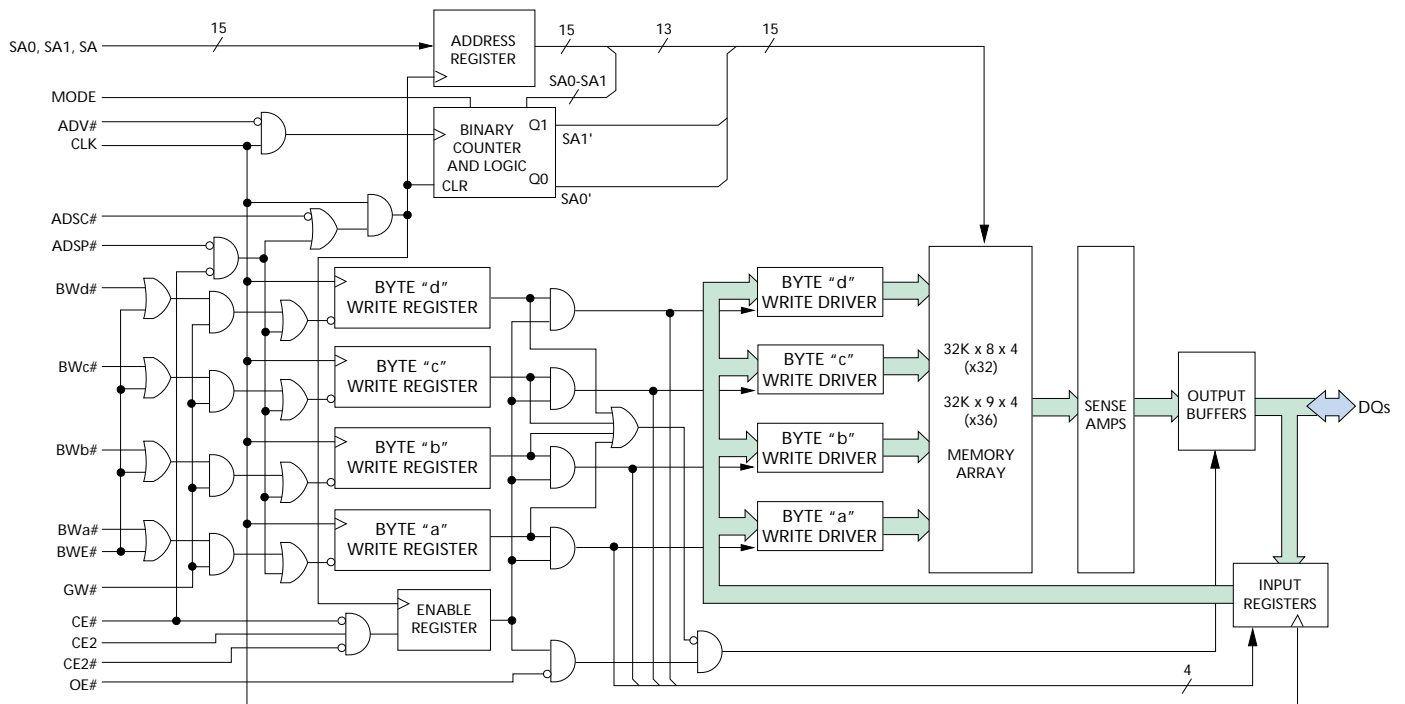 SA0, SA1, SA
15
ADDRESS
REGISTER
15
13
15
SA0-SA1
MODE
ADV#
CLK
BINARY
COUNTER
AND LOGIC
CLR
Q1
SA1'
Q0
SA0'
ADSC#
ADSP#
BWd#
BYTE “d”
WRITE REGISTER
BYTE “d”
WRITE DRIVER
BWc#
BYTE “c”
WRITE REGISTER
BYTE “c”
WRITE DRIVER
BWb#
BYTE “b”
WRITE REGISTER
BYTE “b”
WRITE DRIVER
BWa#
BWE#
BYTE “a”
WRITE REGISTER
BYTE “a”
WRITE DRIVER
32K x 8 x 4
(x32)
32K x 9 x 4
(x36)
MEMORY
ARRAY
SENSE
AMPS
OUTPUT
BUFFERS
DQs
GW#
CE#
CE2
CE2#
OE#
ENABLE
REGISTER
INPUT
REGISTERS
4